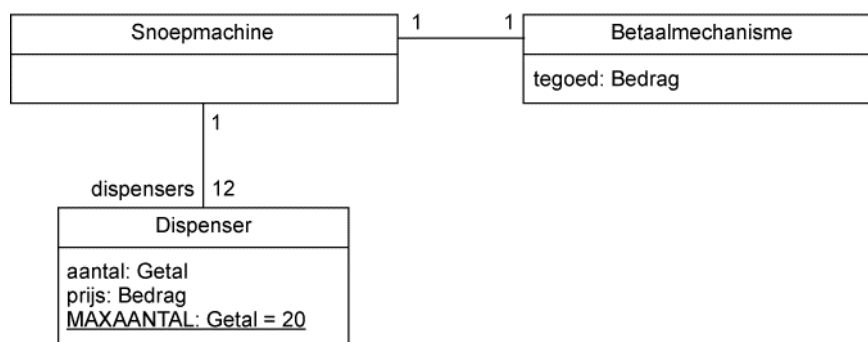 Snoepmachine
1
1
Betaalmechanisme
tegoed: Bedrag
1
dispensers
12
Dispenser
aantal: Getal
prijs: Bedrag
MAXAANTAL: Getal = 20